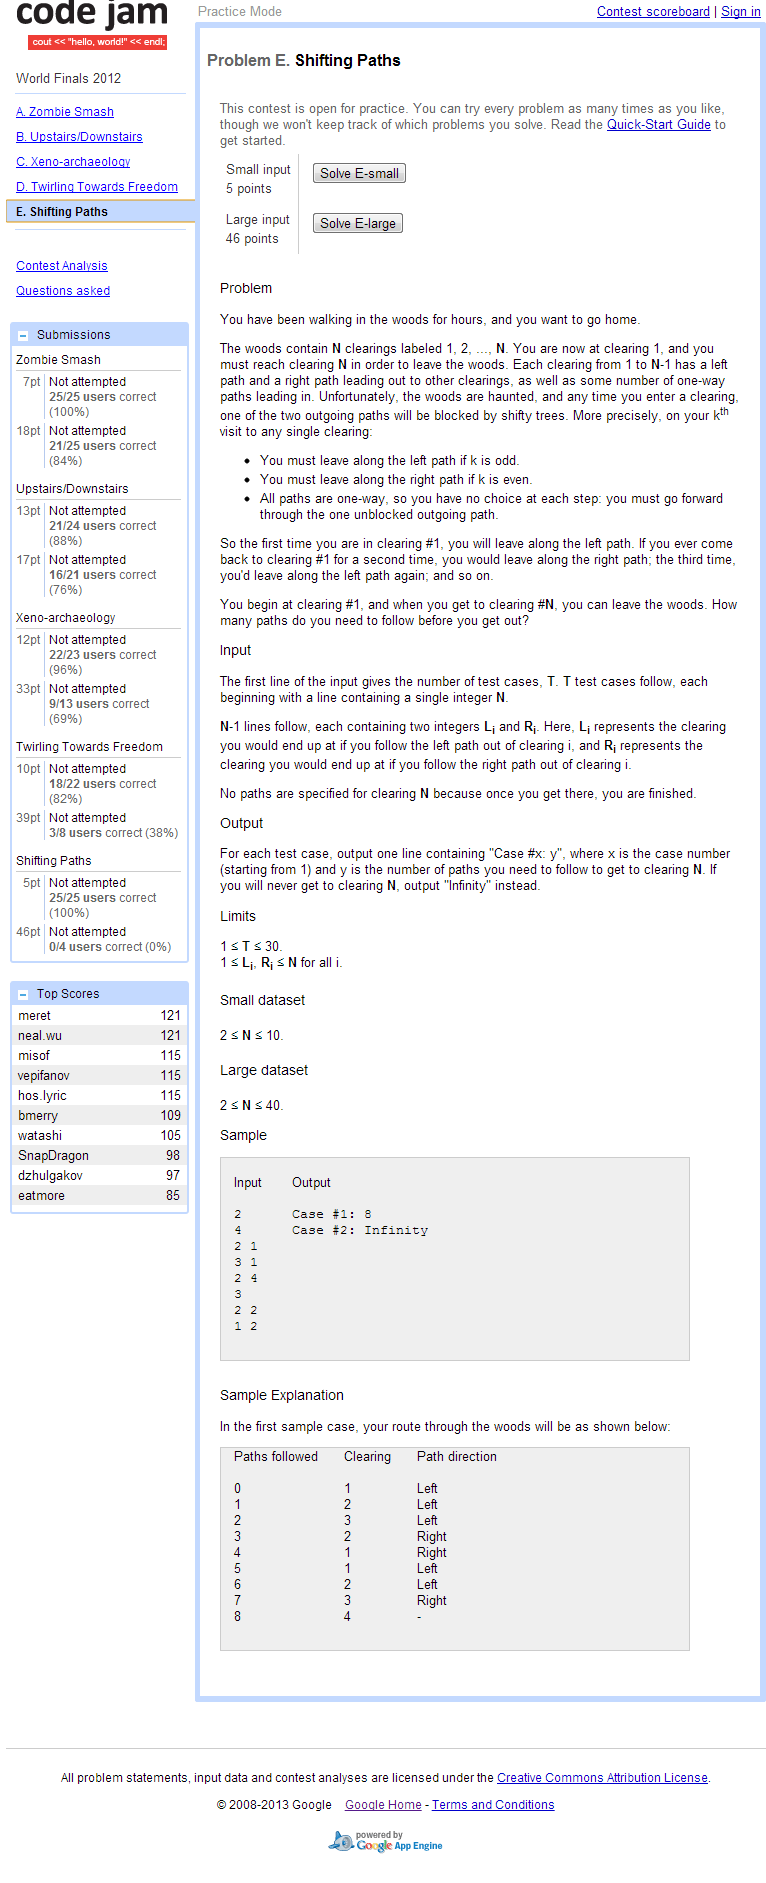 code jam
cout << "hello, world!" << endl;
Practice Mode
Contest scoreboard | Sign in
World Finals 2012
A. Zombie Smash
B. Upstairs/Downstairs
C. Xeno-archaeology
D. Twirling Towards Freedom
E. Shifting Paths
Contest Analysis
Questions asked
Submissions
Zombie Smash
7pt Not attempted
25/25 users correct
(100%)
18pt Not attempted
21/25 users correct
(84%)
Upstairs/Downstairs
13pt Not attempted
21/24 users correct
(88%)
17pt Not attempted
16/21 users correct
(76%)
Xeno-archaeology
12pt Not attempted
22/23 users correct
(96%)
33pt Not attempted
9/13 users correct
(69%)
Twirling Towards Freedom
10pt Not attempted
18/22 users correct
(82%)
39pt Not attempted
3/8 users correct (38%)
Shifting Paths
5pt Not attempted
25/25 users correct
(100%)
46pt Not attempted
0/4 users correct (0%)
Top Scores
meret 121
neal.wu 121
misof 115
vepifanov 115
hos.lyric 115
bmerry 109
watashi 105
SnapDragon 98
dzhulgakov 97
eatmore 85
Problem E. Shifting Paths
This contest is open for practice. You can try every problem as many times as you like,
though we won't keep track of which problems you solve. Read the Quick-Start Guide to
get started.
Small input
5 points
Solve E-small
Large input
46 points
Solve E-large
Problem
You have been walking in the woods for hours, and you want to go home.
The woods contain N clearings labeled 1, 2, ..., N. You are now at clearing 1, and you
must reach clearing N in order to leave the woods. Each clearing from 1 to N-1 has a left
path and a right path leading out to other clearings, as well as some number of one-way
paths leading in. Unfortunately, the woods are haunted, and any time you enter a clearing,
one of the two outgoing paths will be blocked by shifty trees. More precisely, on your kth
visit to any single clearing:
• You must leave along the left path if k is odd.
• You must leave along the right path if k is even.
• All paths are one-way, so you have no choice at each step: you must go forward
through the one unblocked outgoing path.
So the first time you are in clearing #1, you will leave along the left path. If you ever come
back to clearing #1 for a second time, you would leave along the right path; the third time,
you'd leave along the left path again; and so on.
You begin at clearing #1, and when you get to clearing #N, you can leave the woods. How
many paths do you need to follow before you get out?
Input
The first line of the input gives the number of test cases, T. T test cases follow, each
beginning with a line containing a single integer N.
N-1 lines follow, each containing two integers Li and Ri. Here, Li represents the clearing
you would end up at if you follow the left path out of clearing i, and Ri represents the
clearing you would end up at if you follow the right path out of clearing i.
No paths are specified for clearing N because once you get there, you are finished.
Output
For each test case, output one line containing "Case #x: y", where x is the case number
(starting from 1) and y is the number of paths you need to follow to get to clearing N. If
you will never get to clearing N, output "Infinity" instead.
Limits
1 ≤ T ≤ 30.
1 ≤ Li, Ri ≤ N for all i.
Small dataset
2 ≤ N ≤ 10.
Large dataset
2 ≤ N ≤ 40.
Sample
Input Output
2 Case #1: 8
4 Case #2: Infinity
2 1
3 1
2 4
3
2 2
1 2
Sample Explanation
In the first sample case, your route through the woods will be as shown below:
Paths followed Clearing Path direction
0 1 Left
1 2 Left
2 3 Left
3 2 Right
4 1 Right
5 1 Left
6 2 Left
7 3 Right
8 4 -
All problem statements, input data and contest analyses are licensed under the Creative Commons Attribution License.
© 2008-2013 Google Google Home - Terms and Conditions
powered by
Google App Engine